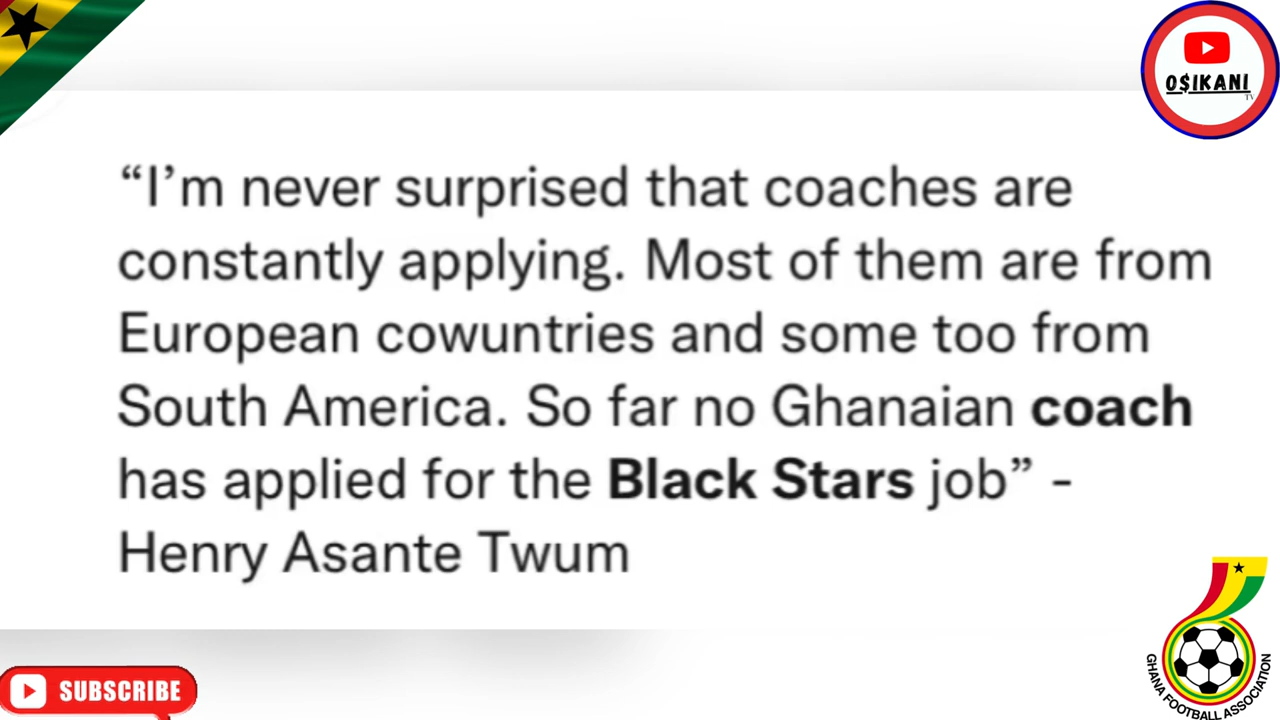 O$IKANI
TV
“I’m never surprised that coaches are
constantly applying. Most of them are from
European cowuntries and some too from
South America. So far no Ghanaian coach
has applied for the Black Stars job” -
Henry Asante Twum
SUBSCRIBE
GHANA FOOTBALL ASSOCIATION